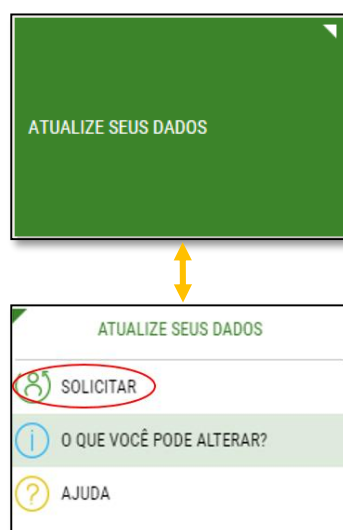 ATUALIZE SEUS DADOS
ATUALIZE SEUS DADOS
SOLICITAR
O QUE VOCÊ PODE ALTERAR?
AJUDA